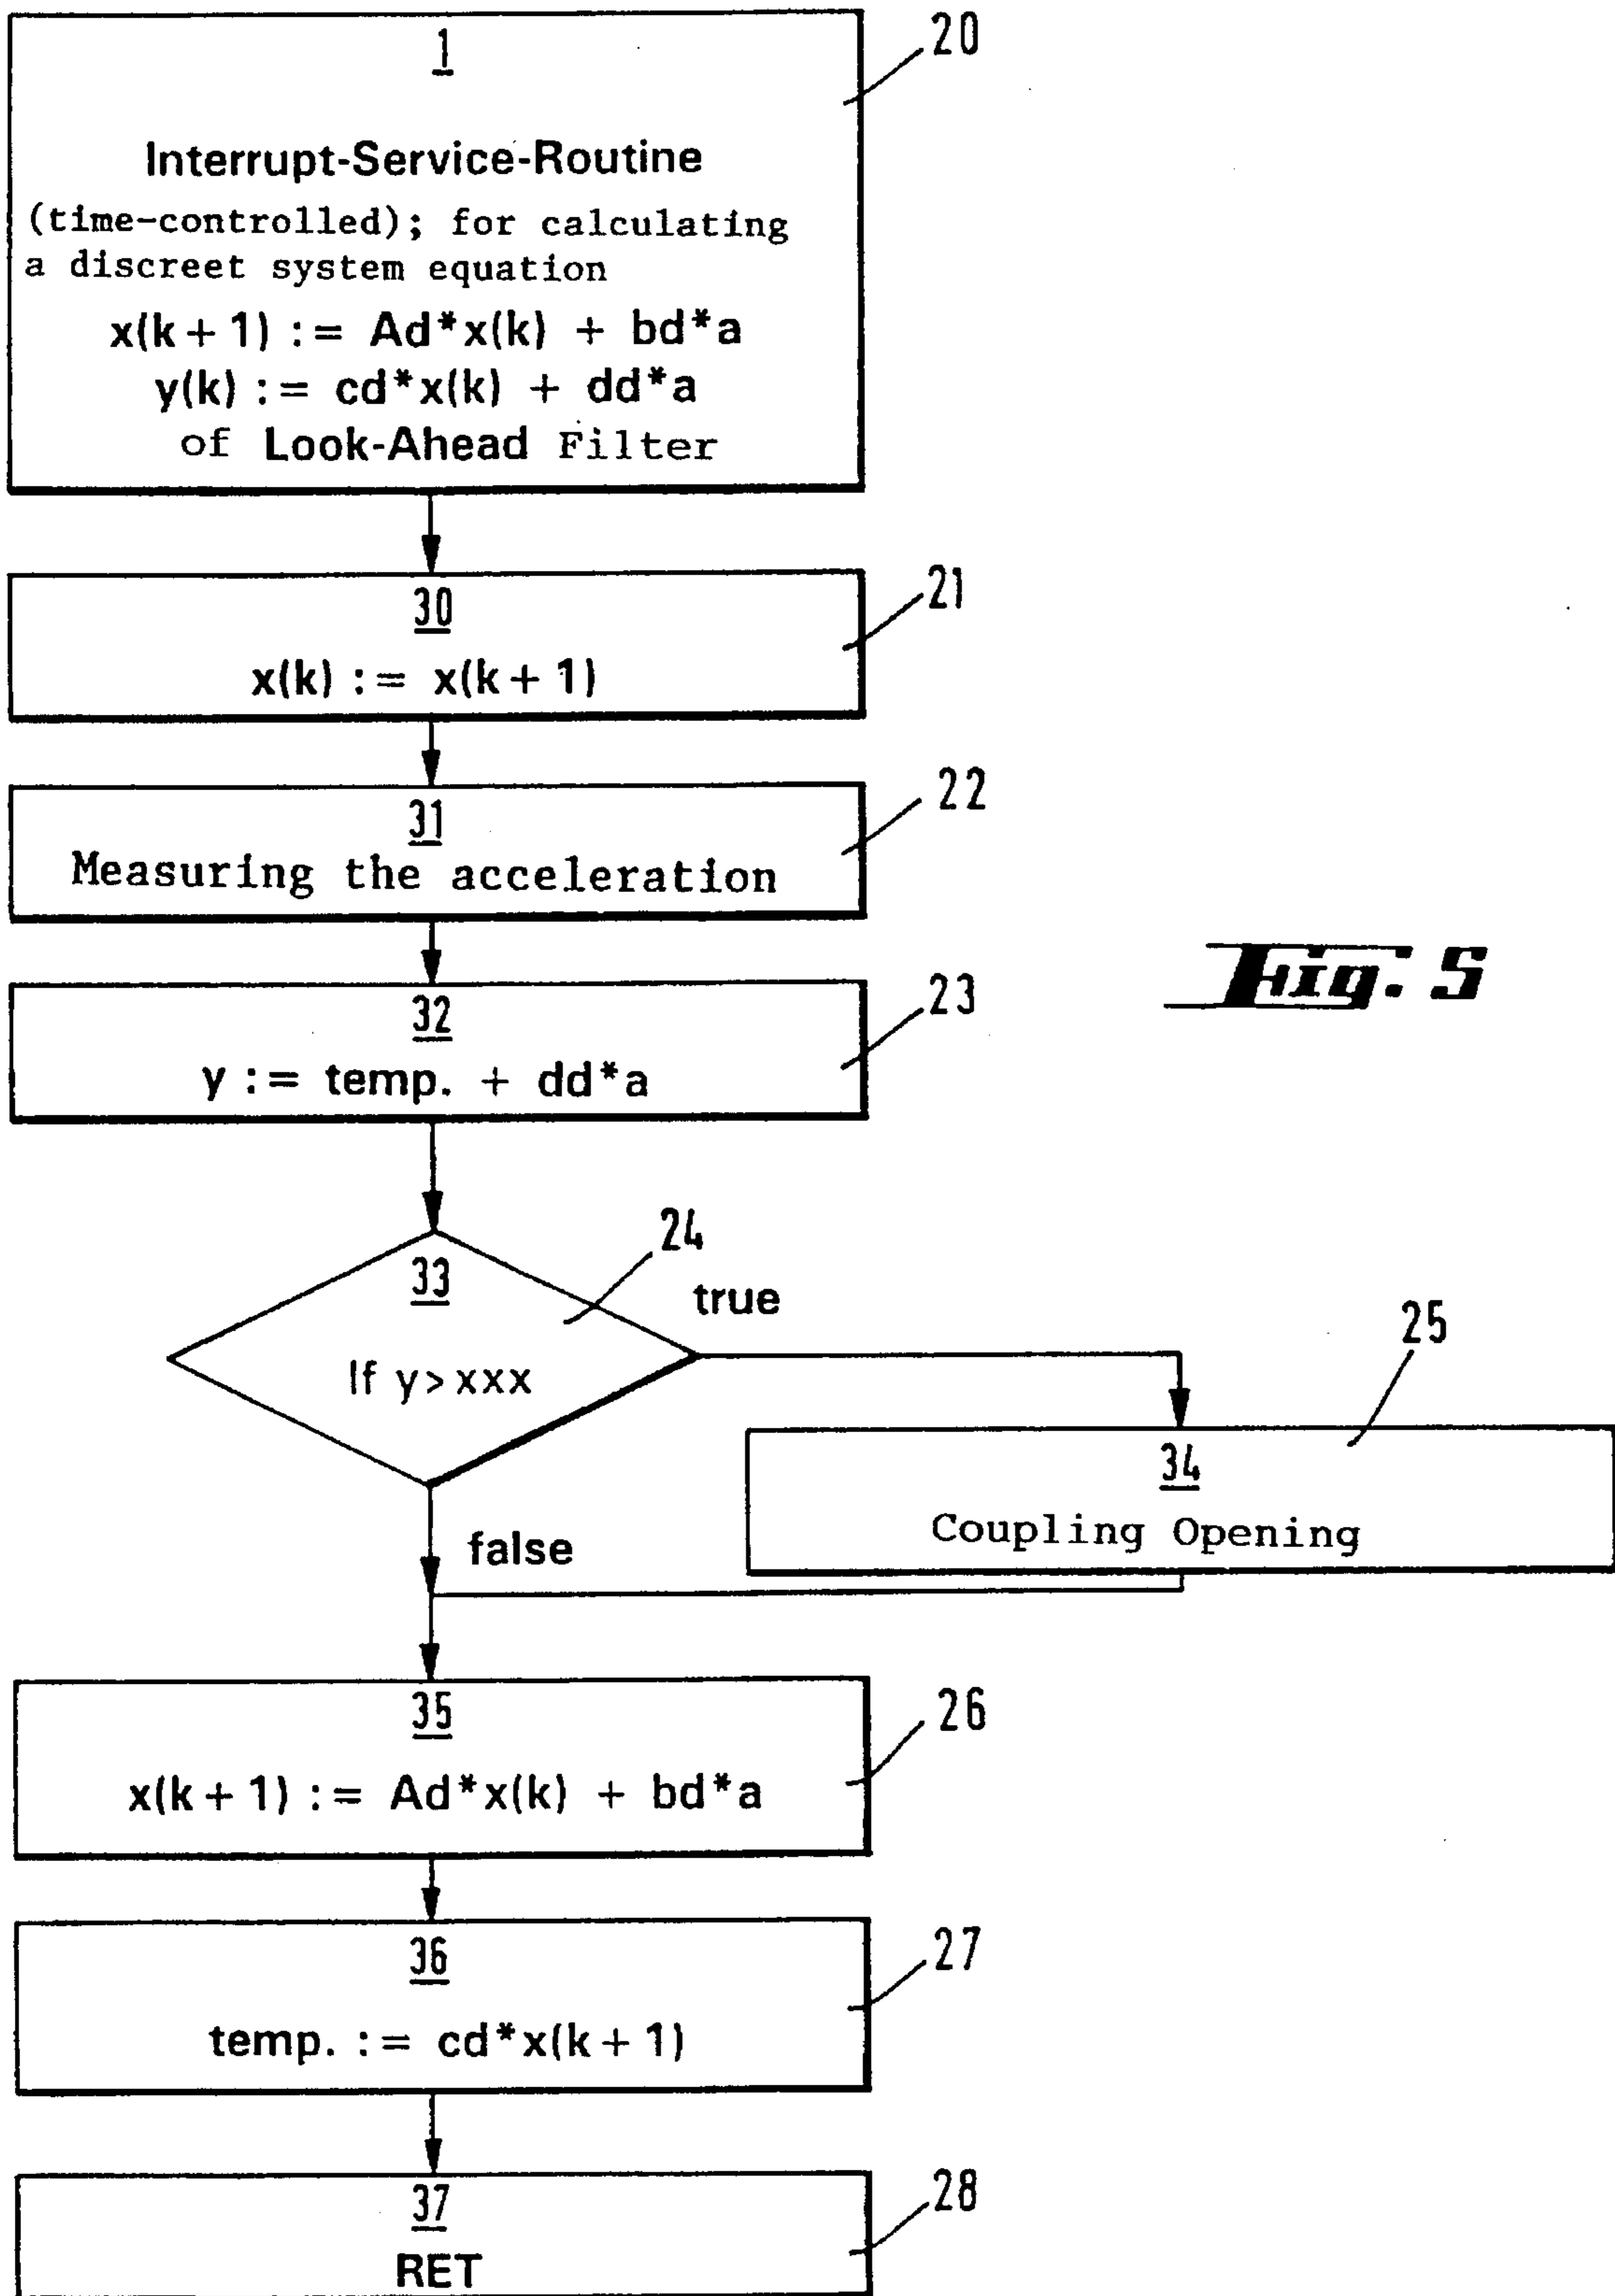 1
20
Interrupt-Service-Routine
(time-controlled); for calculating
a discreet system equation
x(k+1) := Ad*x(k) + bd*a
y(k) := cd*x(k) + dd*a
of Look-Ahead Filter
30
21
x(k) := x(k+1)
31
22
Measuring the acceleration
Fig. 5
32
23
y := temp. + dd*a
33
24
true
If y>xxx
25
34
Coupling Opening
false
35
26
x(k+1) := Ad*x(k) + bd*a
36
27
temp. := cd*x(k+1)
37
28
RET